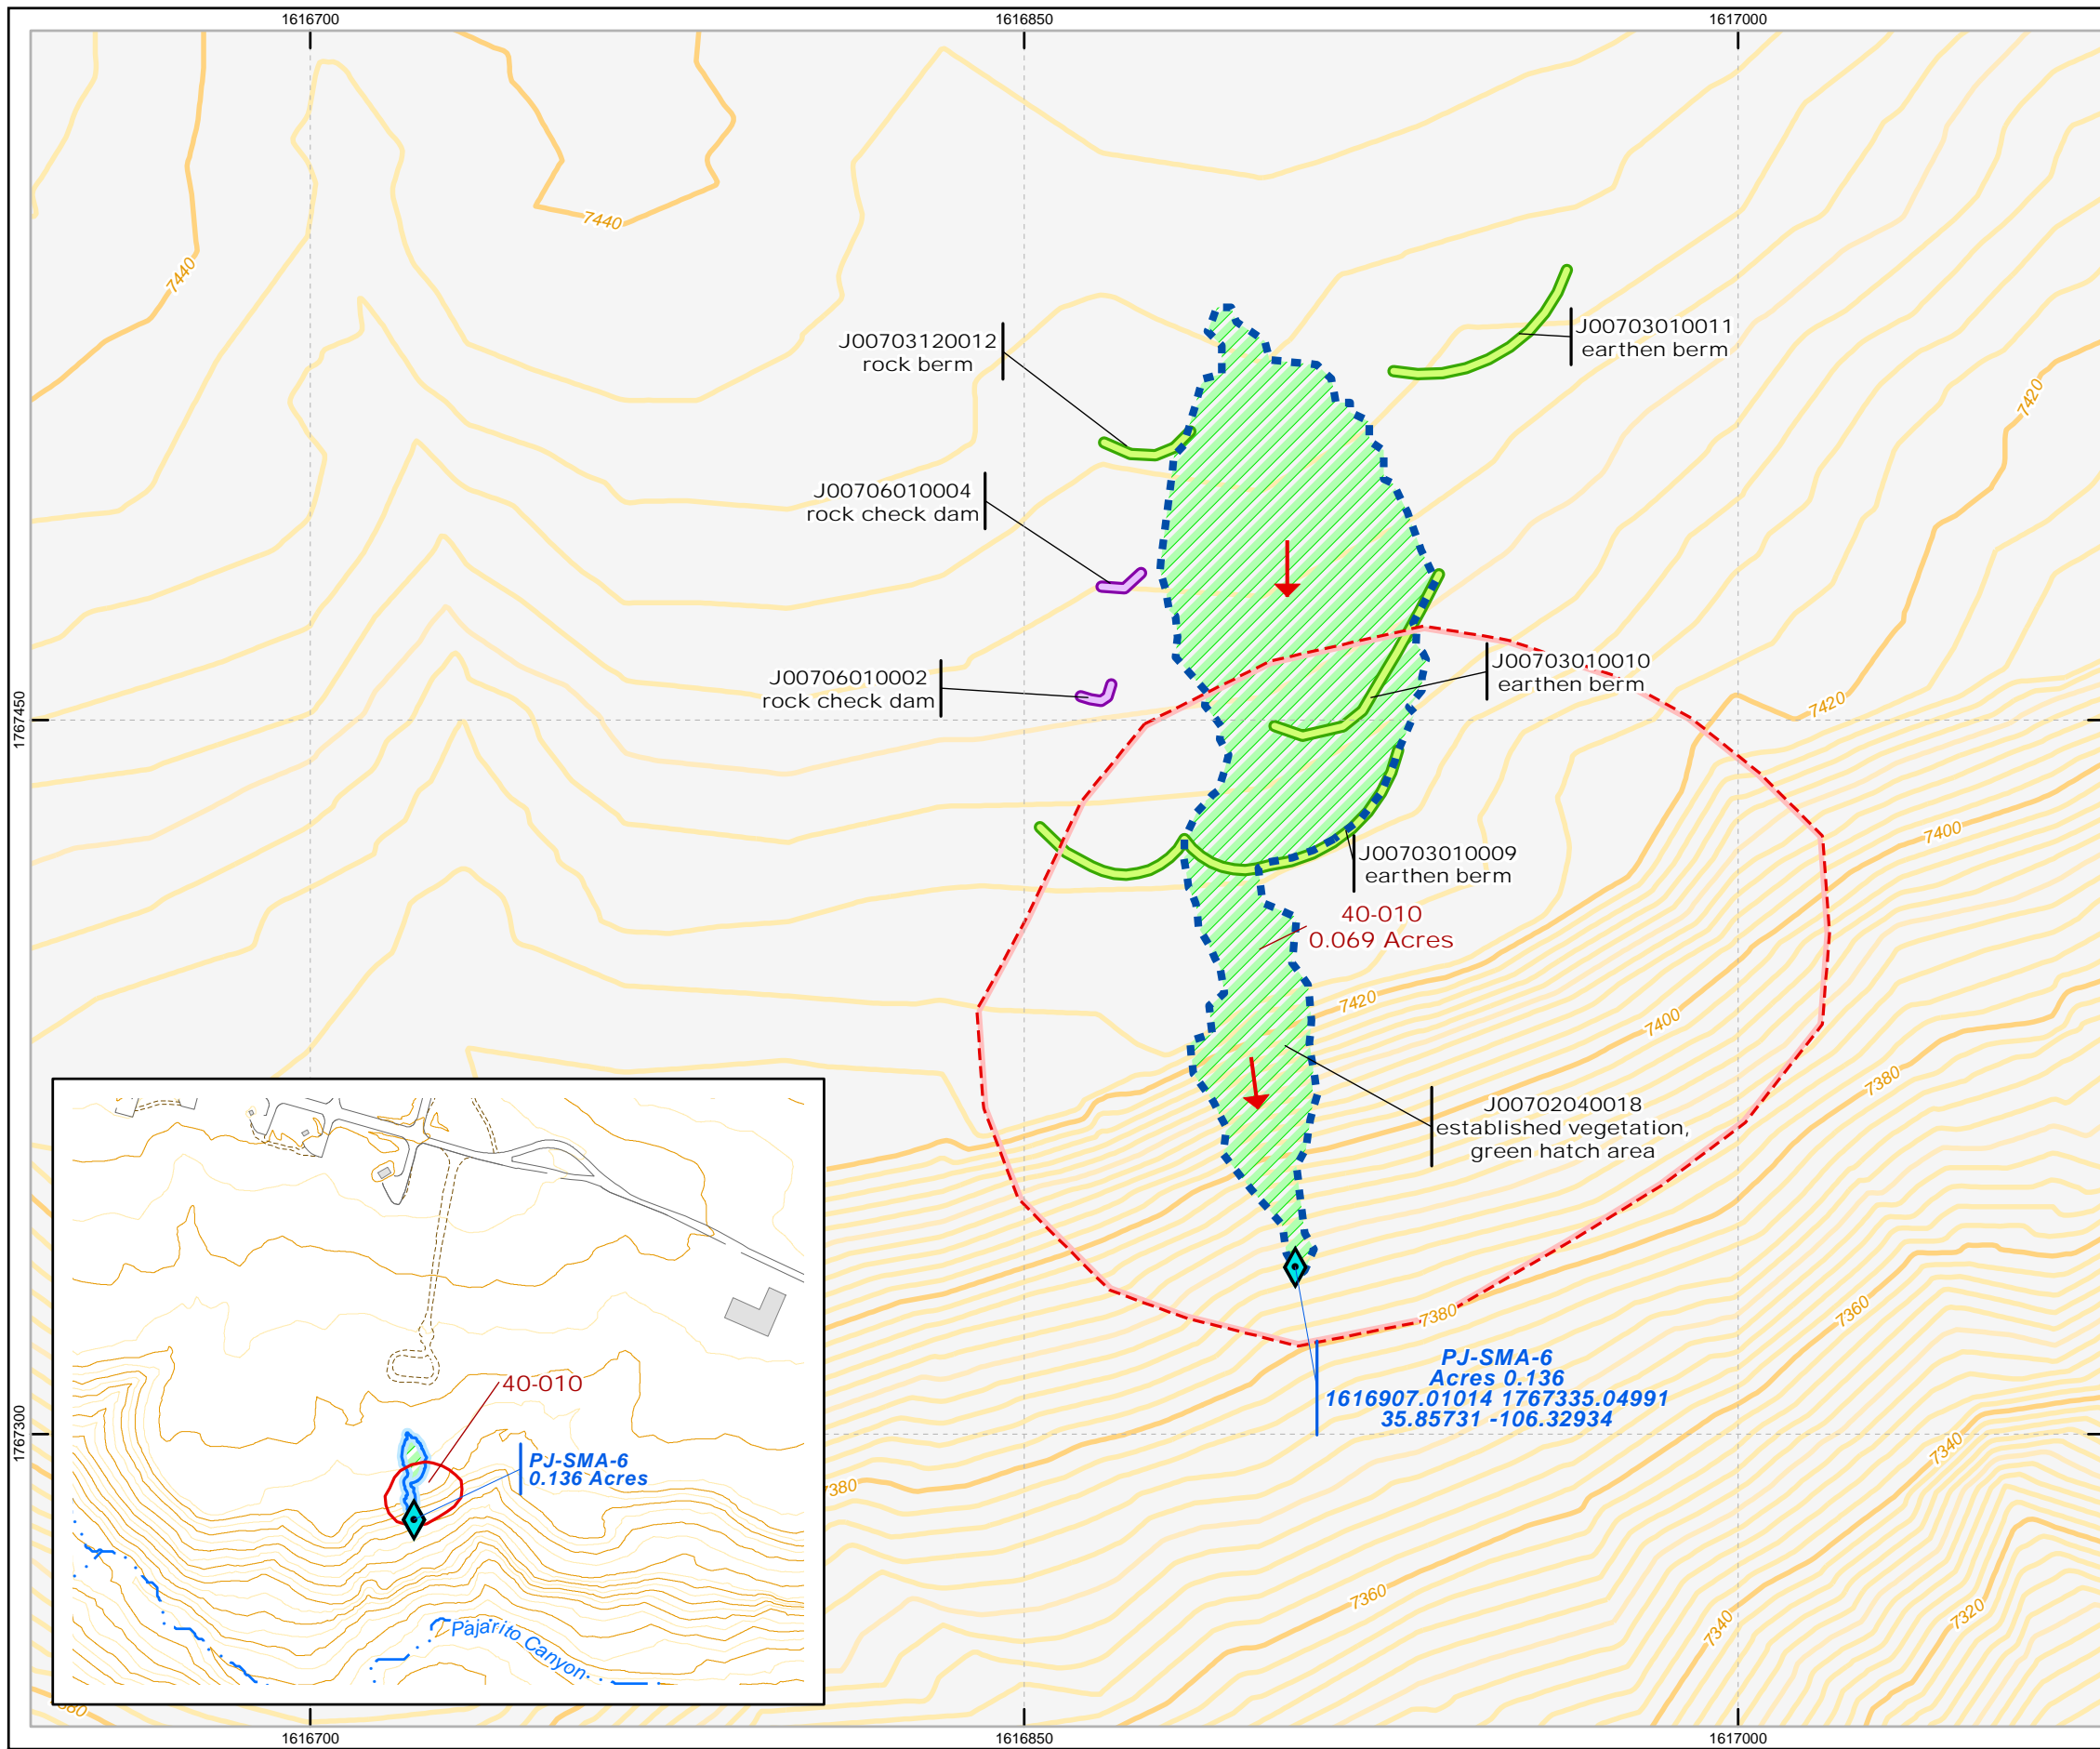 1616700
1616850
1617000
7440
7440
J00703010011
earthen berm
J00703120012
rock berm
7420
J00706010004
rock check dam
J00703010010
earthen berm
J00706010002
rock check dam
7420
1767450
7400
J00703010009
earthen berm
40-010
0.069 Acres
7420
7400
7380
J00702040018
established vegetation,
green hatch area
7380
7360
PJ-SMA-6
Acres 0.136
1616907.01014 1767335.04991
35.85731 -106.32934
40-010
1767300
7340
PJ-SMA-6
0.136 Acres
7380
7360
7320
7340
Pajarito Canyon
1616700
1616850
1617000